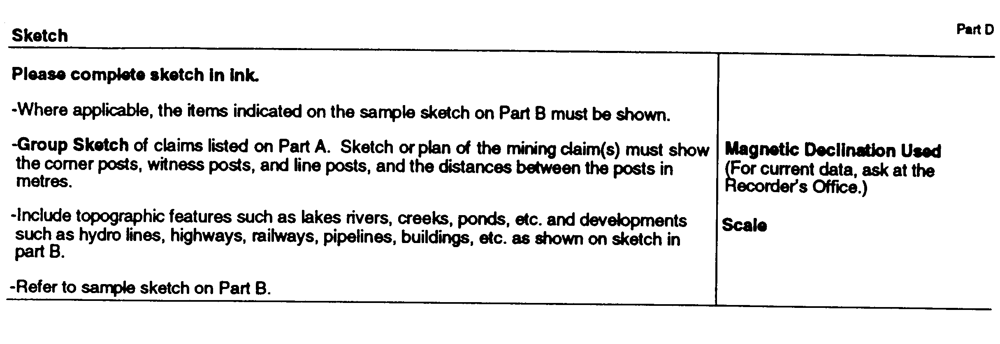 Sketch
Part D
Please complete sketch in ink.
-Where applicable, the items indicated on the sample sketch on Part B must be shown.
-Group Sketch of claims listed on Part A. Sketch or plan of the mining claim(s) must show
the corner posts, witness posts, and line posts, and the distances between the posts in
metres.
-Include topographic features such as lakes rivers, creeks, ponds, etc. and developments
such as hydro lines, highways, railways, pipelines, buildings, etc. as shown on sketch in
part B.
-Refer to sample sketch on Part B.
Magnetic Declination Used
(For current data, ask at the
Recorder's Office.)
Scale